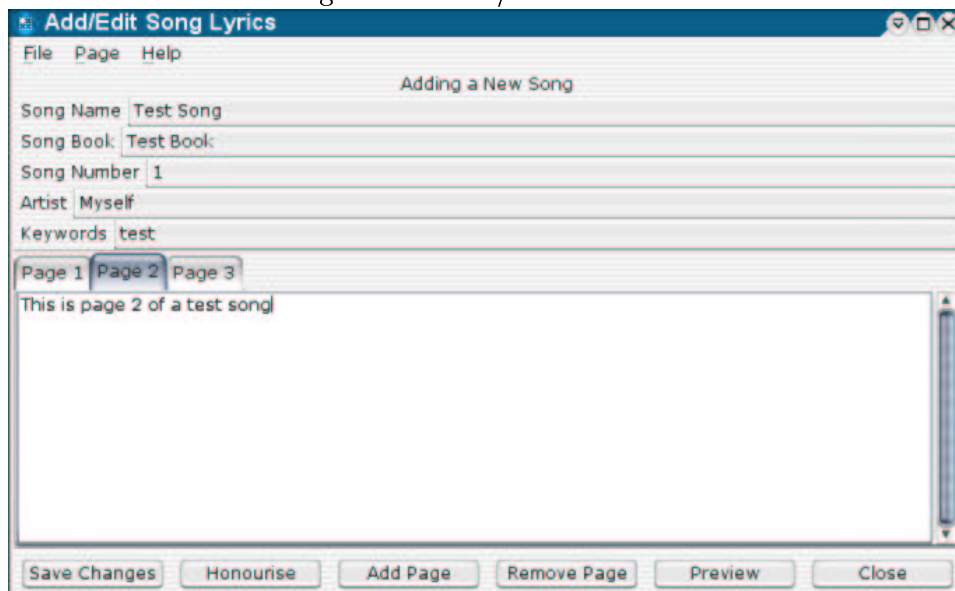 Add/Edit Song Lyrics
File Page Help
Adding a New Song
Song Name Test Song
Song Book Test Book
Song Number 1
Artist Myself
Keywords test
Page 1 Page 2 Page 3
This is page 2 of a test song
Save Changes Honourise Add Page Remove Page Preview Close